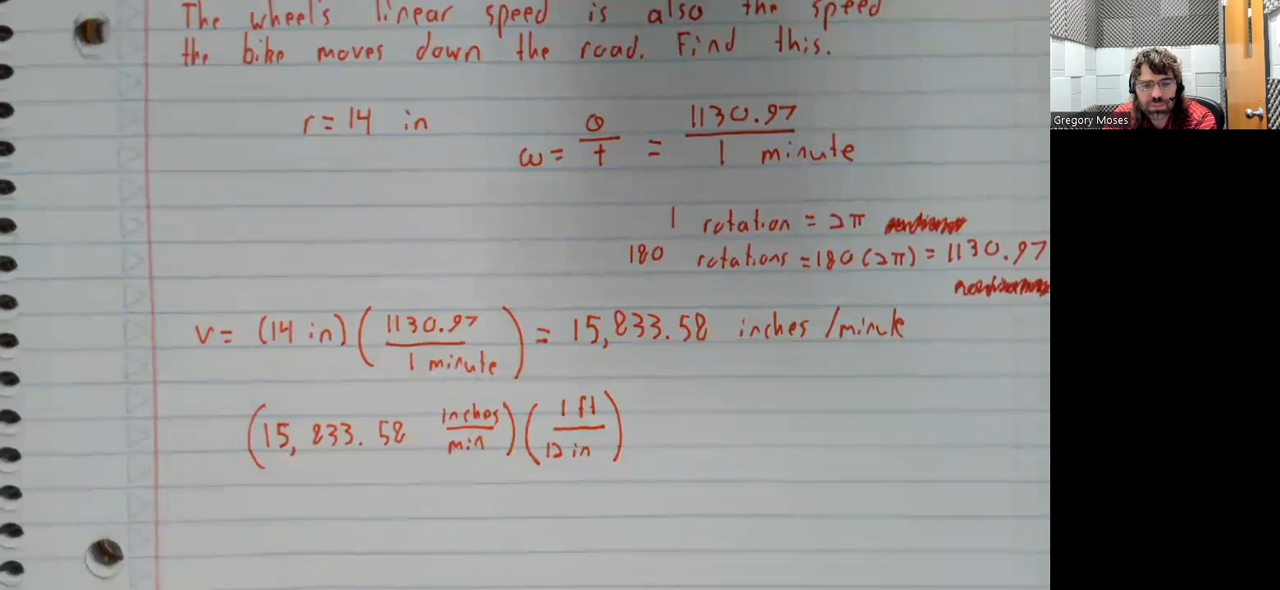 The wheel's linear speed is also the speed
the bike moves down the road. Find this.
r = 14 in
ω = θ/t = 1130.97 / 1 minute
1 rotation = 2π
180 rotations = 180 (2π) = 1130.97
v = (14 in) (1130.97 / 1 minute) = 15,833.58 inches / minute
(15,833.58 inches/min) (1 ft / 12 in)
Gregory Moses